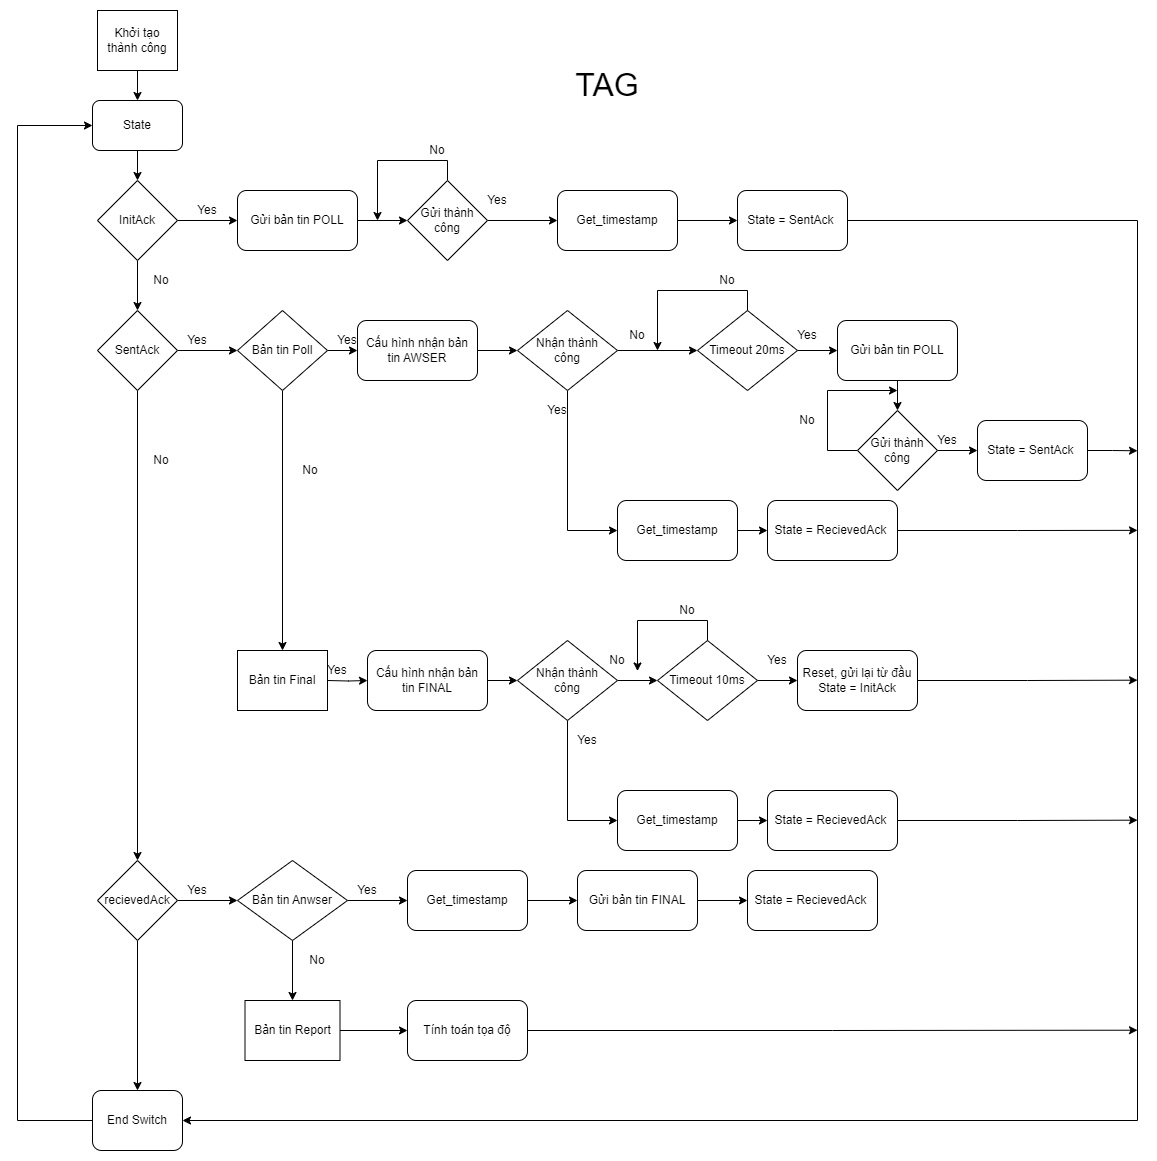 Khởi tạo
thành công
TAG
State
No
InitAck
Yes
Gửi bản tin POLL
Gửi thành
công
Yes
Get_timestamp
State = SentAck
No
No
SentAck
Yes
Bản tin Poll
Yes
Cấu hình nhận bản
tin AWSER
Nhận thành
công
No
Timeout 20ms
Yes
Gửi bản tin POLL
Yes
No
Gửi thành
công
Yes
State = SentAck
No
No
Get_timestamp
State = RecievedAck
No
Bản tin Final
Yes
Cấu hình nhận bản
tin FINAL
Nhận thành
công
No
Timeout 10ms
Yes
Reset, gửi lại từ đầu
State = InitAck
Yes
Get_timestamp
State = RecievedAck
recievedAck
Yes
Bản tin Anwser
Yes
Get_timestamp
Gửi bản tin FINAL
State = RecievedAck
No
Bản tin Report
Tính toán tọa độ
End Switch